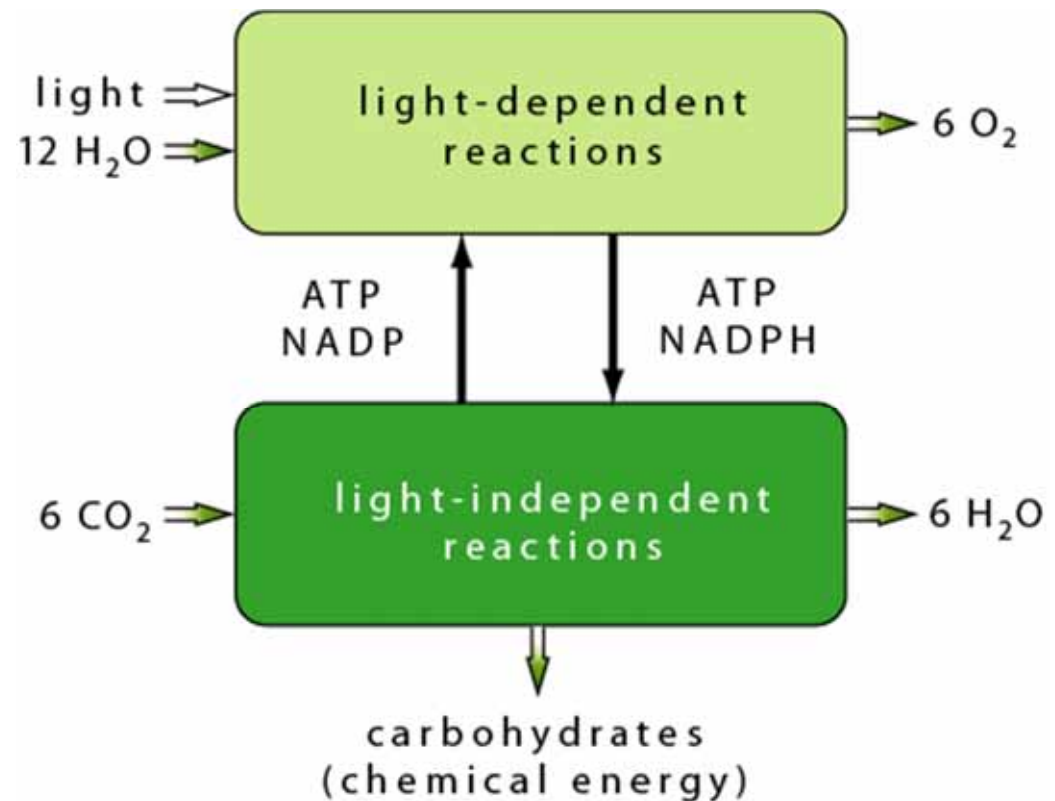 light
12 H₂O
light-dependent
reactions
6 O₂
ATP
NADP
ATP
NADPH
6 CO₂
light-independent
reactions
6 H₂O
carbohydrates
(chemical energy)